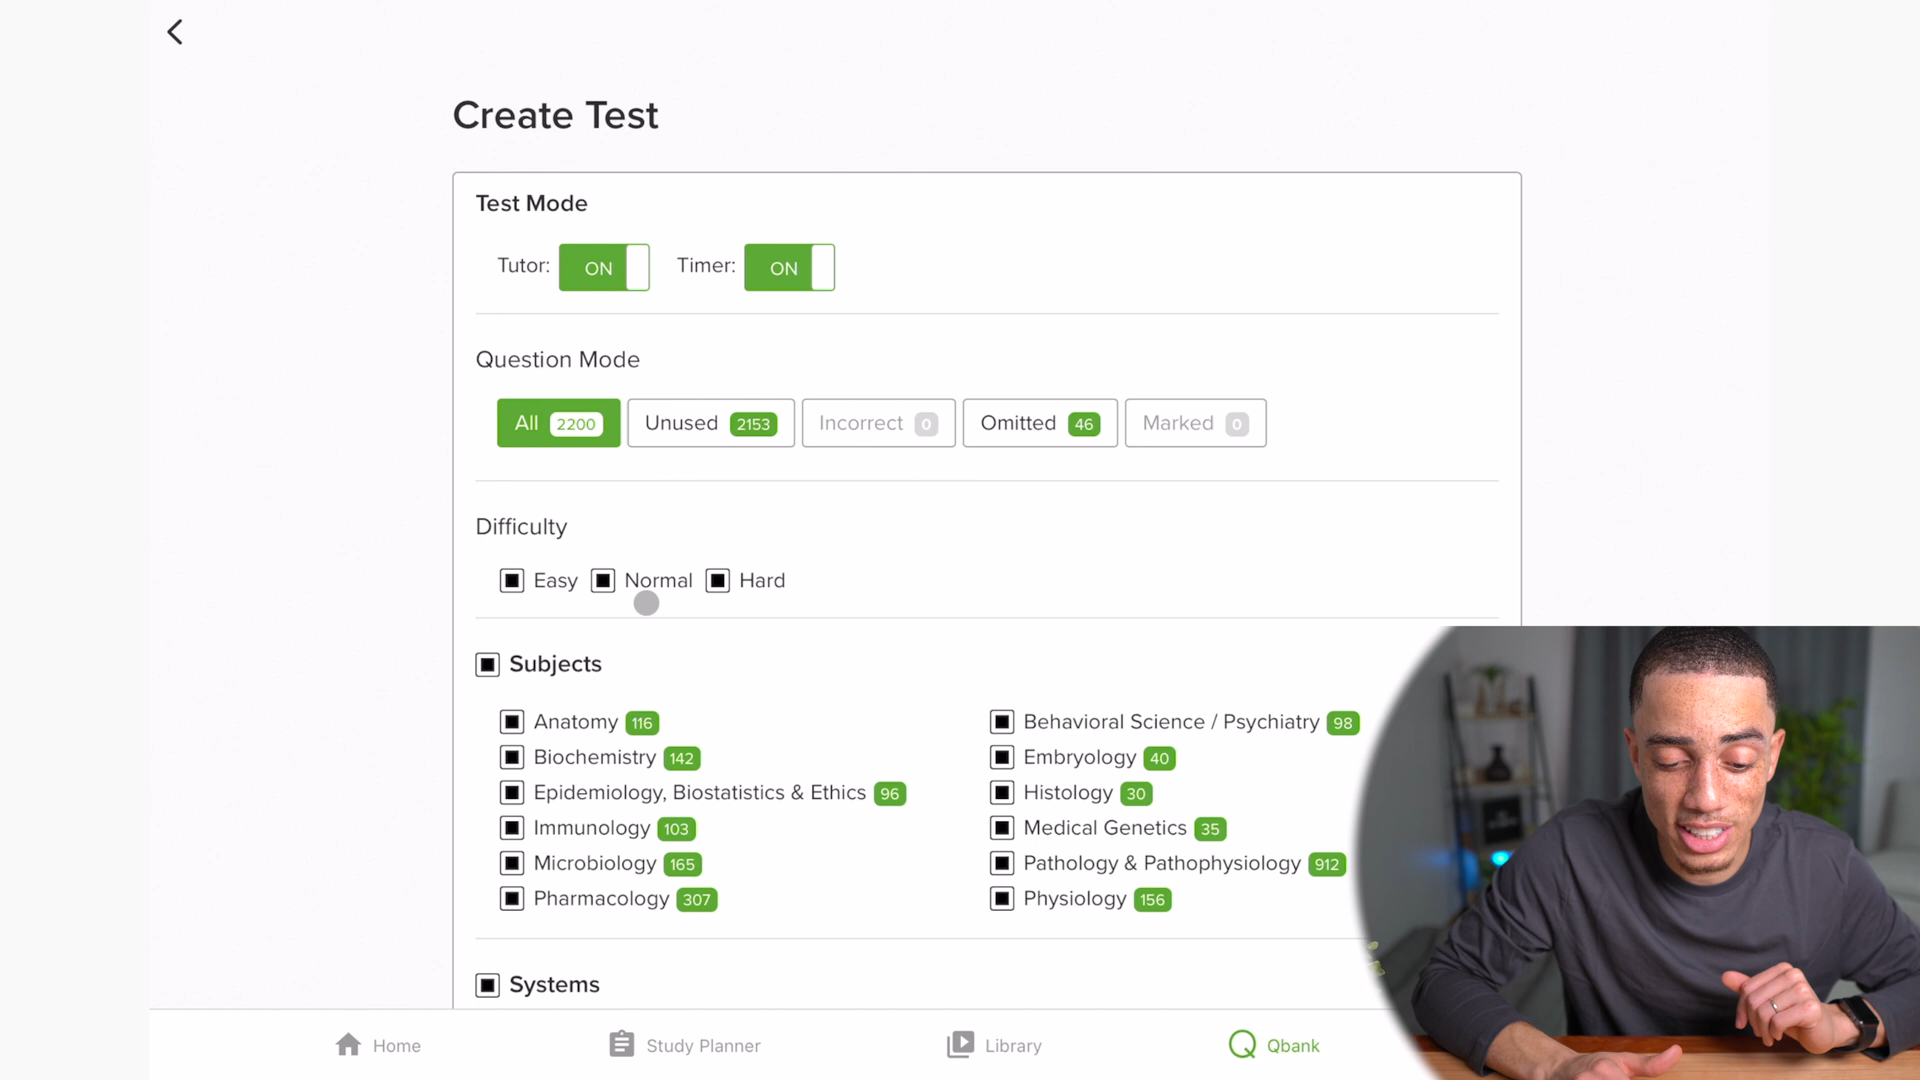 Create Test
Test Mode
Tutor: ON Timer: ON
Question Mode
All 2200 Unused 2153 Incorrect 0 Omitted 46 Marked 0
Difficulty
Easy Normal Hard
Subjects
Anatomy 116 Behavioral Science / Psychiatry 98
Biochemistry 142 Embryology 40
Epidemiology, Biostatistics & Ethics 96 Histology 30
Immunology 103 Medical Genetics 35
Microbiology 165 Pathology & Pathophysiology 912
Pharmacology 307 Physiology 156
Systems
Home Study Planner Library Qbank